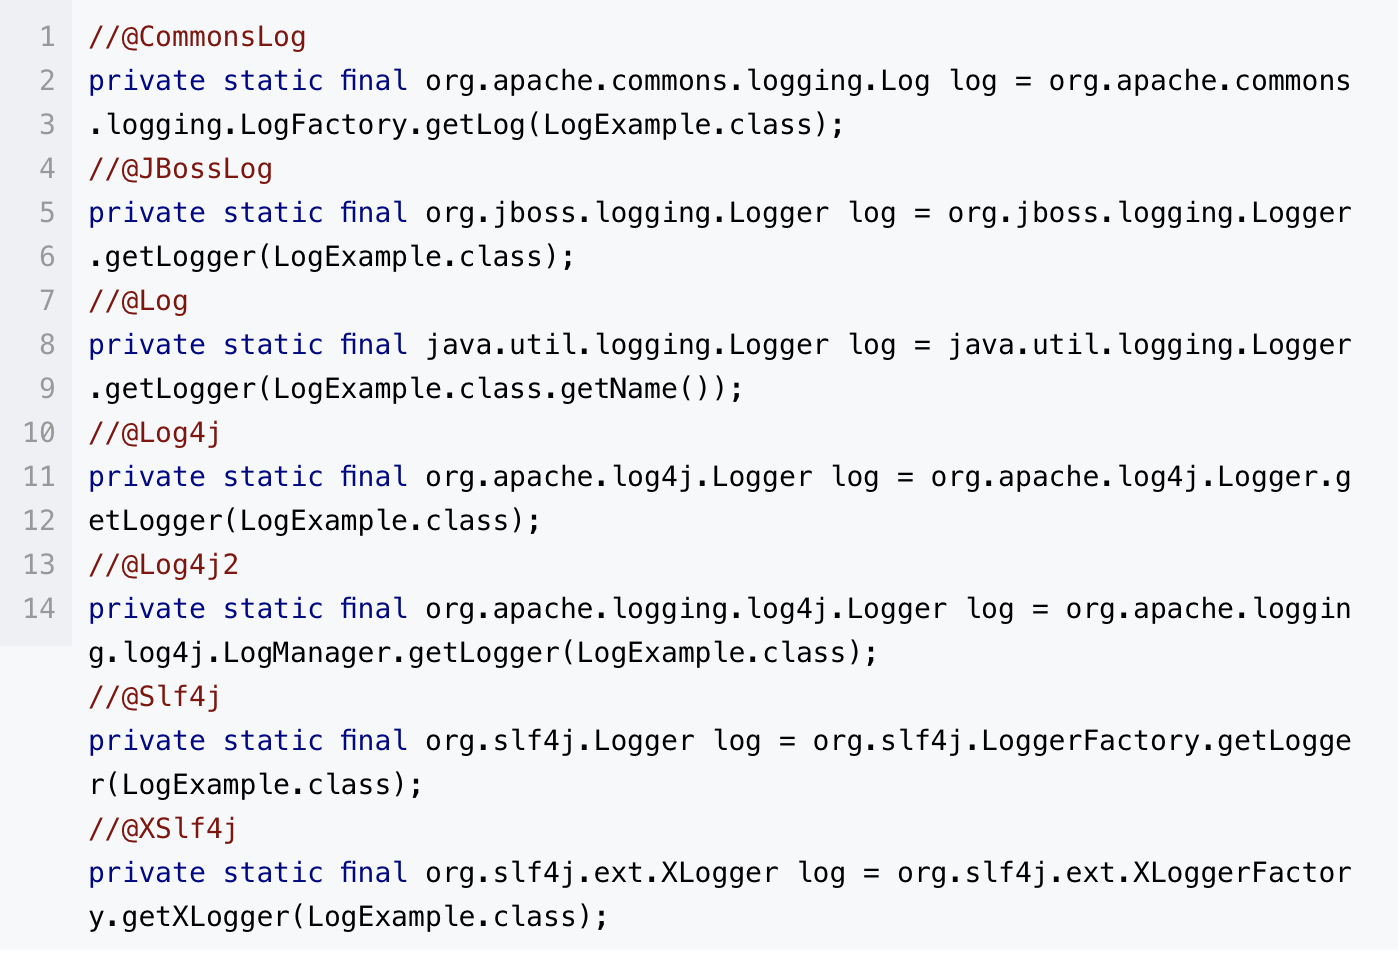 1 //@CommonsLog
2 private static final org.apache.commons.logging.Log log = org.apache.commons
3 .logging.LogFactory.getLog(LogExample.class);
4 //@JBossLog
5 private static final org.jboss.logging.Logger log = org.jboss.logging.Logger
6 .getLogger(LogExample.class);
7 //@Log
8 private static final java.util.logging.Logger log = java.util.logging.Logger
9 .getLogger(LogExample.class.getName());
10 //@Log4j
11 private static final org.apache.log4j.Logger log = org.apache.log4j.Logger.g
12 etLogger(LogExample.class);
13 //@Log4j2
14 private static final org.apache.logging.log4j.Logger log = org.apache.loggin
g.log4j.LogManager.getLogger(LogExample.class);
//@Slf4j
private static final org.slf4j.Logger log = org.slf4j.LoggerFactory.getLogge
r(LogExample.class);
//@XSlf4j
private static final org.slf4j.ext.XLogger log = org.slf4j.ext.XLoggerFactor
y.getXLogger(LogExample.class);